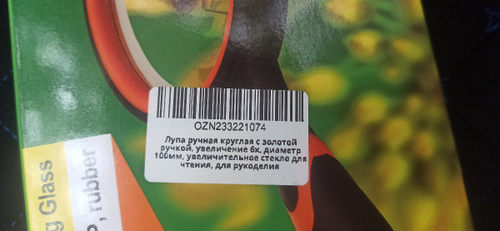 OZN233221074
Лупа ручная круглая с золотой
ручкой, увеличение 6х, диаметр
100мм, увеличительное стекло для
чтения, для рукоделия
g Glass
, rubber